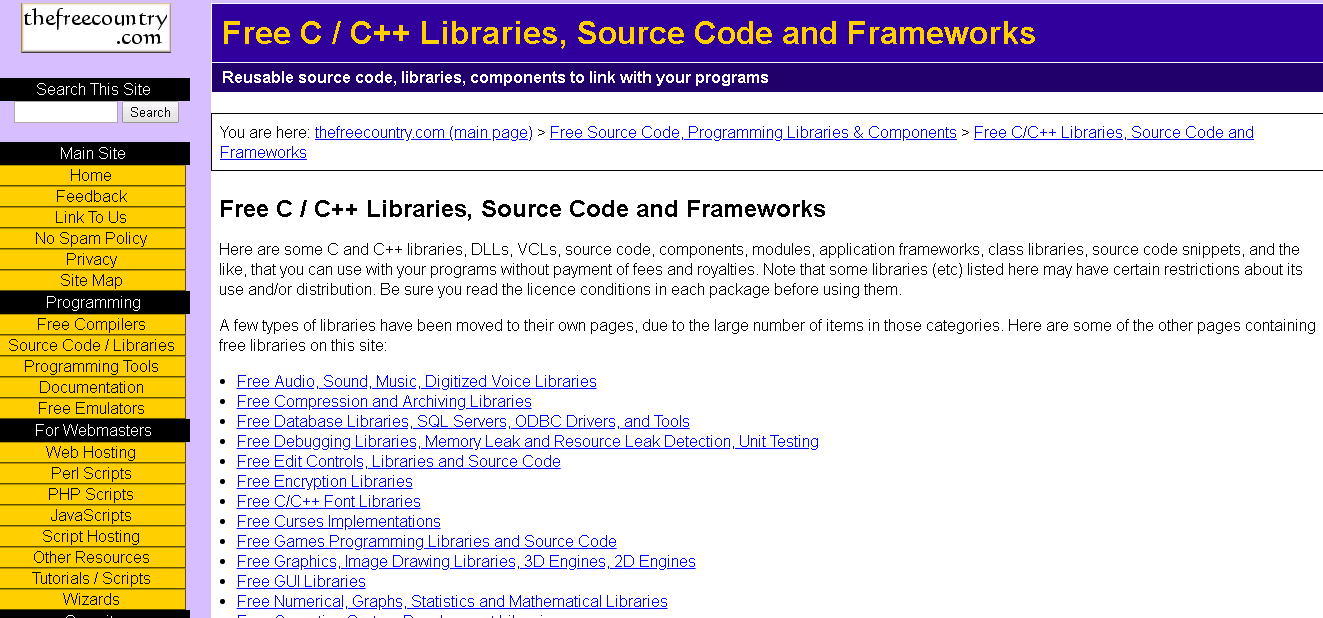 thefreecountry
.com
Search This Site
Search
Main Site
Home
Feedback
Link To Us
No Spam Policy
Privacy
Site Map
Programming
Free Compilers
Source Code / Libraries
Programming Tools
Documentation
Free Emulators
For Webmasters
Web Hosting
Perl Scripts
PHP Scripts
JavaScripts
Script Hosting
Other Resources
Tutorials / Scripts
Wizards
Free C / C++ Libraries, Source Code and Frameworks
Reusable source code, libraries, components to link with your programs
You are here: thefreecountry.com (main page) > Free Source Code, Programming Libraries & Components > Free C/C++ Libraries, Source Code and
Frameworks
Free C / C++ Libraries, Source Code and Frameworks
Here are some C and C++ libraries, DLLs, VCLs, source code, components, modules, application frameworks, class libraries, source code snippets, and the
like, that you can use with your programs without payment of fees and royalties. Note that some libraries (etc) listed here may have certain restrictions about its
use and/or distribution. Be sure you read the licence conditions in each package before using them.
A few types of libraries have been moved to their own pages, due to the large number of items in those categories. Here are some of the other pages containing
free libraries on this site:
Free Audio, Sound, Music, Digitized Voice Libraries
Free Compression and Archiving Libraries
Free Database Libraries, SQL Servers, ODBC Drivers, and Tools
Free Debugging Libraries, Memory Leak and Resource Leak Detection, Unit Testing
Free Edit Controls, Libraries and Source Code
Free Encryption Libraries
Free C/C++ Font Libraries
Free Curses Implementations
Free Games Programming Libraries and Source Code
Free Graphics, Image Drawing Libraries, 3D Engines, 2D Engines
Free GUI Libraries
Free Numerical, Graphs, Statistics and Mathematical Libraries